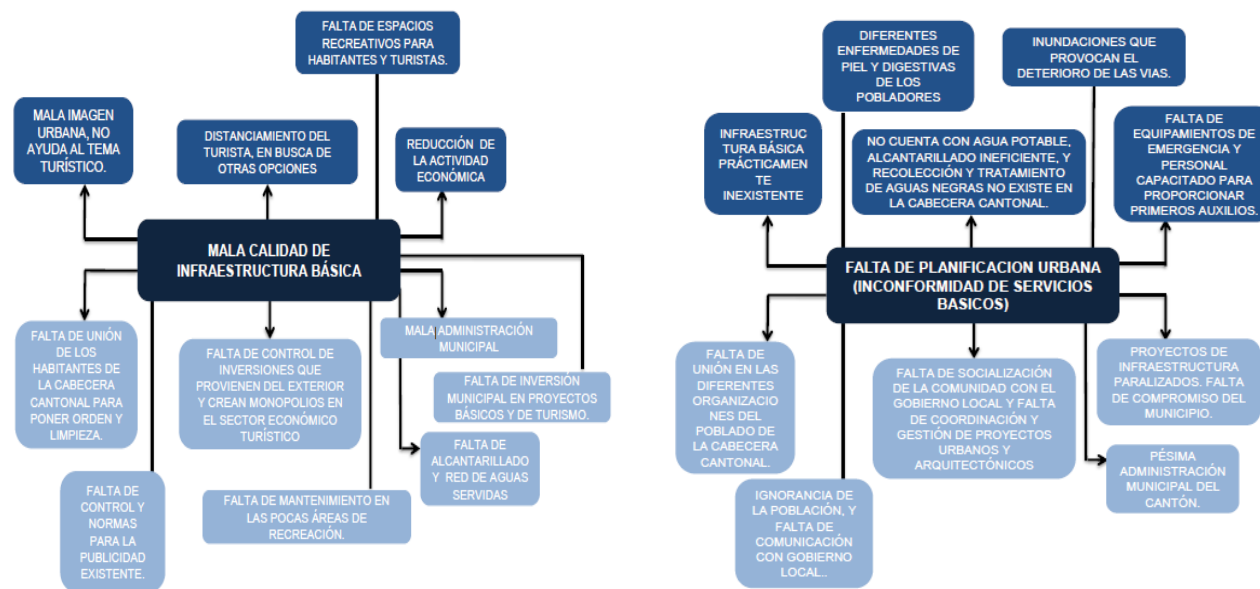 FALTA DE ESPACIOS
RECREATIVOS PARA
HABITANTES Y TURISTAS.
MALA IMAGEN
URBANA, NO
AYUDA AL TEMA
TURÍSTICO.
DISTANCIAMIENTO DEL
TURISTA, EN BUSCA DE
OTRAS OPCIONES
REDUCCIÓN DE
LA ACTIVIDAD
ECONÓMICA
MALA CALIDAD DE
INFRAESTRUCTURA BÁSICA
FALTA DE UNIÓN
DE LOS
HABITANTES DE
LA CABECERA
CANTONAL PARA
PONER ORDEN Y
LIMPIEZA.
FALTA DE CONTROL DE
INVERSIONES QUE
PROVIENEN DEL EXTERIOR
Y CREAN MONOPOLIOS EN
EL SECTOR ECONÓMICO
TURÍSTICO
MALA ADMINISTRACIÓN
MUNICIPAL
FALTA DE INVERSIÓN
MUNICIPAL EN PROYECTOS
BÁSICOS Y DE TURISMO.
FALTA DE
ALCANTARILLADO
Y RED DE AGUAS
SERVIDAS
FALTA DE
CONTROL Y
NORMAS
PARA LA
PUBLICIDAD
EXISTENTE.
FALTA DE MANTENIMIENTO EN
LAS POCAS ÁREAS DE
RECREACIÓN.
DIFERENTES
ENFERMEDADES DE
PIEL Y DIGESTIVAS
DE LOS
POBLADORES
INUNDACIONES QUE
PROVOCAN EL
DETERIORO DE LAS VIAS.
INFRAESTRUC
TURA BÁSICA
PRÁCTICAMEN
TE
INEXISTENTE
NO CUENTA CON AGUA POTABLE,
ALCANTARILLADO INEFICIENTE, Y
RECOLECCIÓN Y TRATAMIENTO
DE AGUAS NEGRAS NO EXISTE EN
LA CABECERA CANTONAL.
FALTA DE
EQUIPAMIENTOS DE
EMERGENCIA Y
PERSONAL
CAPACITADO PARA
PROPORCIONAR
PRIMEROS AUXILIOS.
FALTA DE PLANIFICACION URBANA
(INCONFORMIDAD DE SERVICIOS
BASICOS)
FALTA DE
UNIÓN EN LAS
DIFERENTES
ORGANIZACIO
NES DEL
POBLADO DE
LA CABECERA
CANTONAL.
FALTA DE SOCIALIZACIÓN
DE LA COMUNIDAD CON EL
GOBIERNO LOCAL Y FALTA
DE COORDINACIÓN Y
GESTIÓN DE PROYECTOS
URBANOS Y
ARQUITECTÓNICOS
PROYECTOS DE
INFRAESTRUCTURA
PARALIZADOS. FALTA
DE COMPROMISO DEL
MUNICIPIO.
PÉSIMA
ADMINISTRACIÓN
MUNICIPAL DEL
CANTÓN.
IGNORANCIA DE
LA POBLACIÓN, Y
FALTA DE
COMUNICACIÓN
CON GOBIERNO
LOCAL..